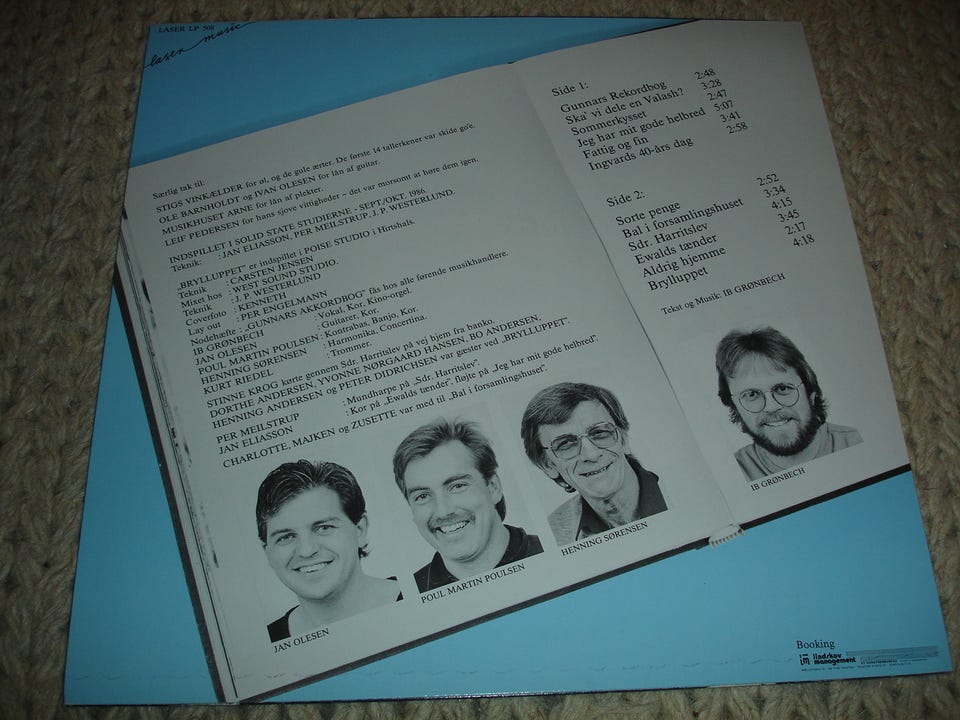 LASER LP 508
laser music
Særlig tak til:
STIGS VINKÆLDER for øl, og de gule ærter. De første 14 tallerkener var skide go'e.
OLE BARNHOLDT og IVAN OLESEN for lån af guitar.
MUSIKHUSET ARNE for lån af plekter.
LEIF PEDERSEN for hans sjove vittigheder – det var morsomt at høre dem igen.
INDSPILLET I SOLID STATE STUDIERNE - SEPT./OKT. 1986.
Teknik: : JAN ELIASSON, PER MEILSTRUP, J. P. WESTERLUND.
„BRYLLUPPET" er indspillet i POISE STUDIO i Hirtshals.
Teknik : CARSTEN JENSEN
Mixet hos : WEST SOUND STUDIO.
Teknik : J. P. WESTERLUND
Coverfoto : KENNETH
Lay out : PER ENGELMANN
Nodehæfte : „GUNNARS AKKORDBOG" fås hos alle førende musikhandlere.
IB GRØNBECH : Vokal, Kor, Kino-orgel.
JAN OLESEN : Guitarer, Kor.
POUL MARTIN POULSEN : Kontrabas, Banjo, Kor.
HENNING SØRENSEN : Harmonika, Concertina.
KURT RIEDEL : Trommer.
STINNE KROG kørte gennem Sdr. Harritslev på vej hjem fra banko.
DORTHE ANDERSEN, YVONNE NØRGAARD HANSEN, BO ANDERSEN,
HENNING ANDERSEN og PETER DIDRICHSEN var gæster ved „BRYLLUPPET".
PER MEILSTRUP : Mundharpe på „Sdr. Harritslev".
JAN ELIASSON : Kor på „Ewalds tænder", fløjte på „Jeg har mit gode helbred".
CHARLOTTE, MAJKEN og ZUSETTE var med til „Bal i forsamlingshuset".
JAN OLESEN
POUL MARTIN POULSEN
HENNING SØRENSEN
Side 1:
Gunnars Rekordbog 2:48
Ska' vi dele en Valash? 3:28
Sommerkysset 2:47
Jeg har mit gode helbred 5:07
Fattig og fin 3:41
Ingvards 40-års dag 2:58
Side 2:
Sorte penge 2:52
Bal i forsamlingshuset 3:34
Sdr. Harritslev 4:15
Ewalds tænder 3:45
Aldrig hjemme 2:17
Brylluppet 4:18
Tekst og Musik: IB GRØNBECH
IB GRØNBECH
Booking
lindskov
management